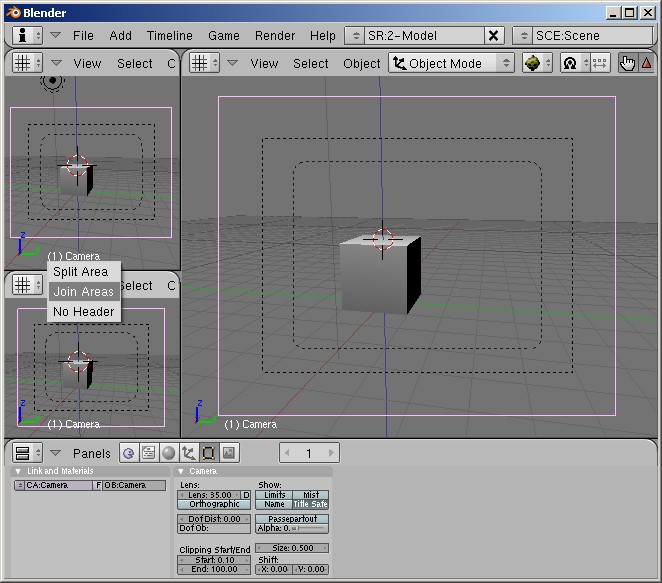 Blender
File Add Timeline Game Render Help SR:2-Model SCE:Scene
View Select C
View Select Object Object Mode
z
(1) Camera
Split Area
Join Areas
No Header
elect C
z
(1) Camera
z
(1) Camera
Panels 1
Link and Materials
CA:Camera F OB:Camera
Camera
Lens: Show:
Lens: 35.00 D Limits Mist
Orthographic Name Title Safe
Dof Dist: 0.00 Passepartout
Dof Ob: Alpha: 0.
Clipping Start/End Size: 0.500
Start: 0.10 Shift:
End: 100.00 X: 0.00 Y: 0.00